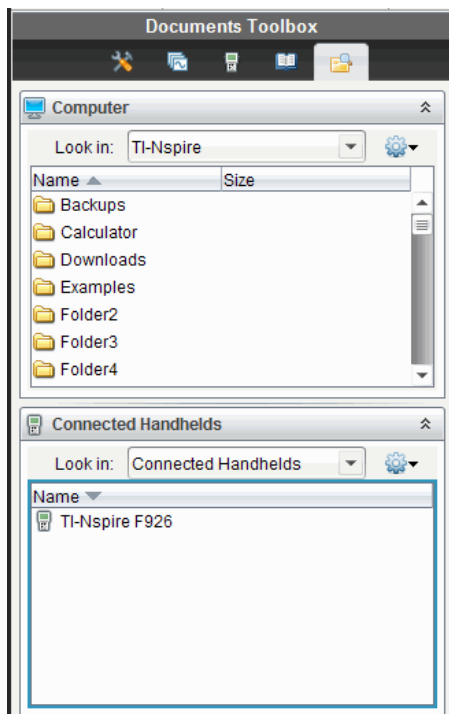 Documents Toolbox
Computer
Look in: TI-Nspire
Name Size
Backups
Calculator
Downloads
Examples
Folder2
Folder3
Folder4
Connected Handhelds
Look in: Connected Handhelds
Name
TI-Nspire F926